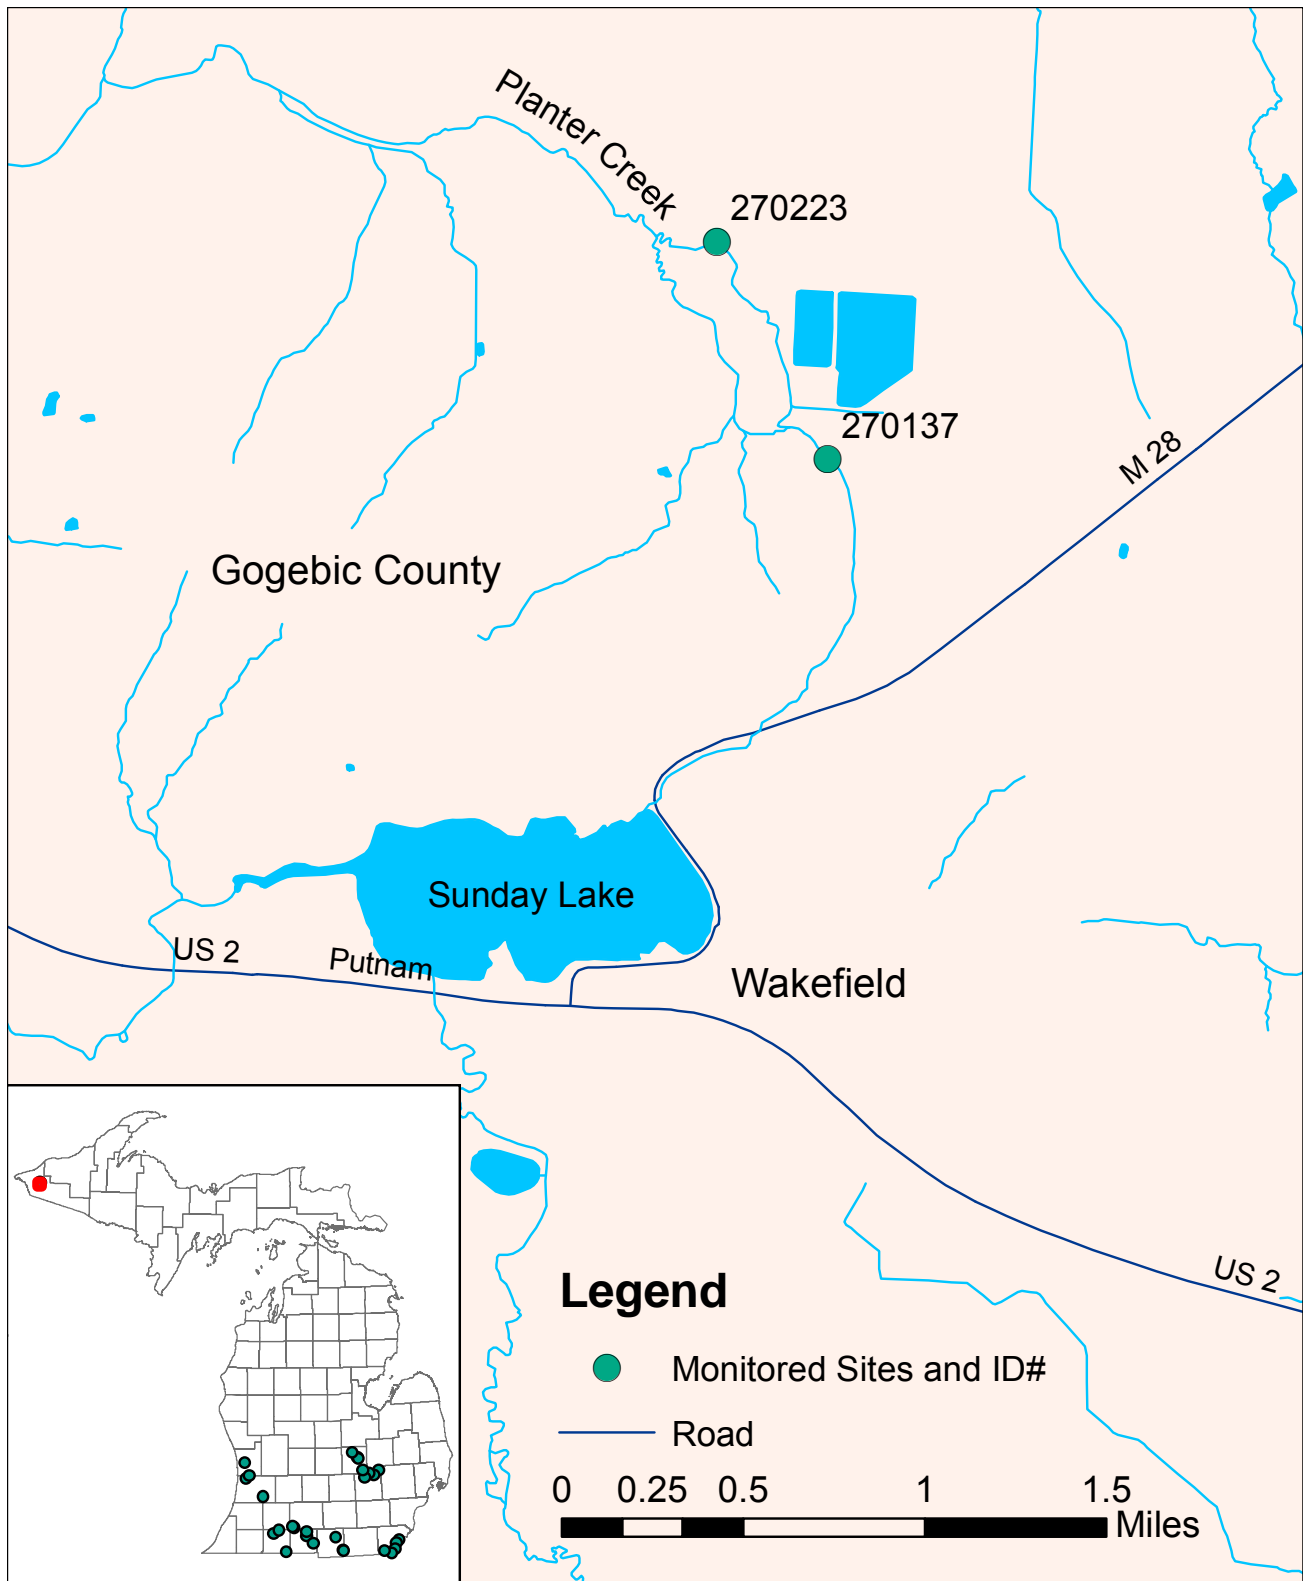 Planter Creek
270223
270137
M 28
Gogebic County
Sunday Lake
US 2
Putnam
Wakefield
US 2
Legend
Monitored Sites and ID#
Road
0 0.25 0.5 1 1.5
Miles